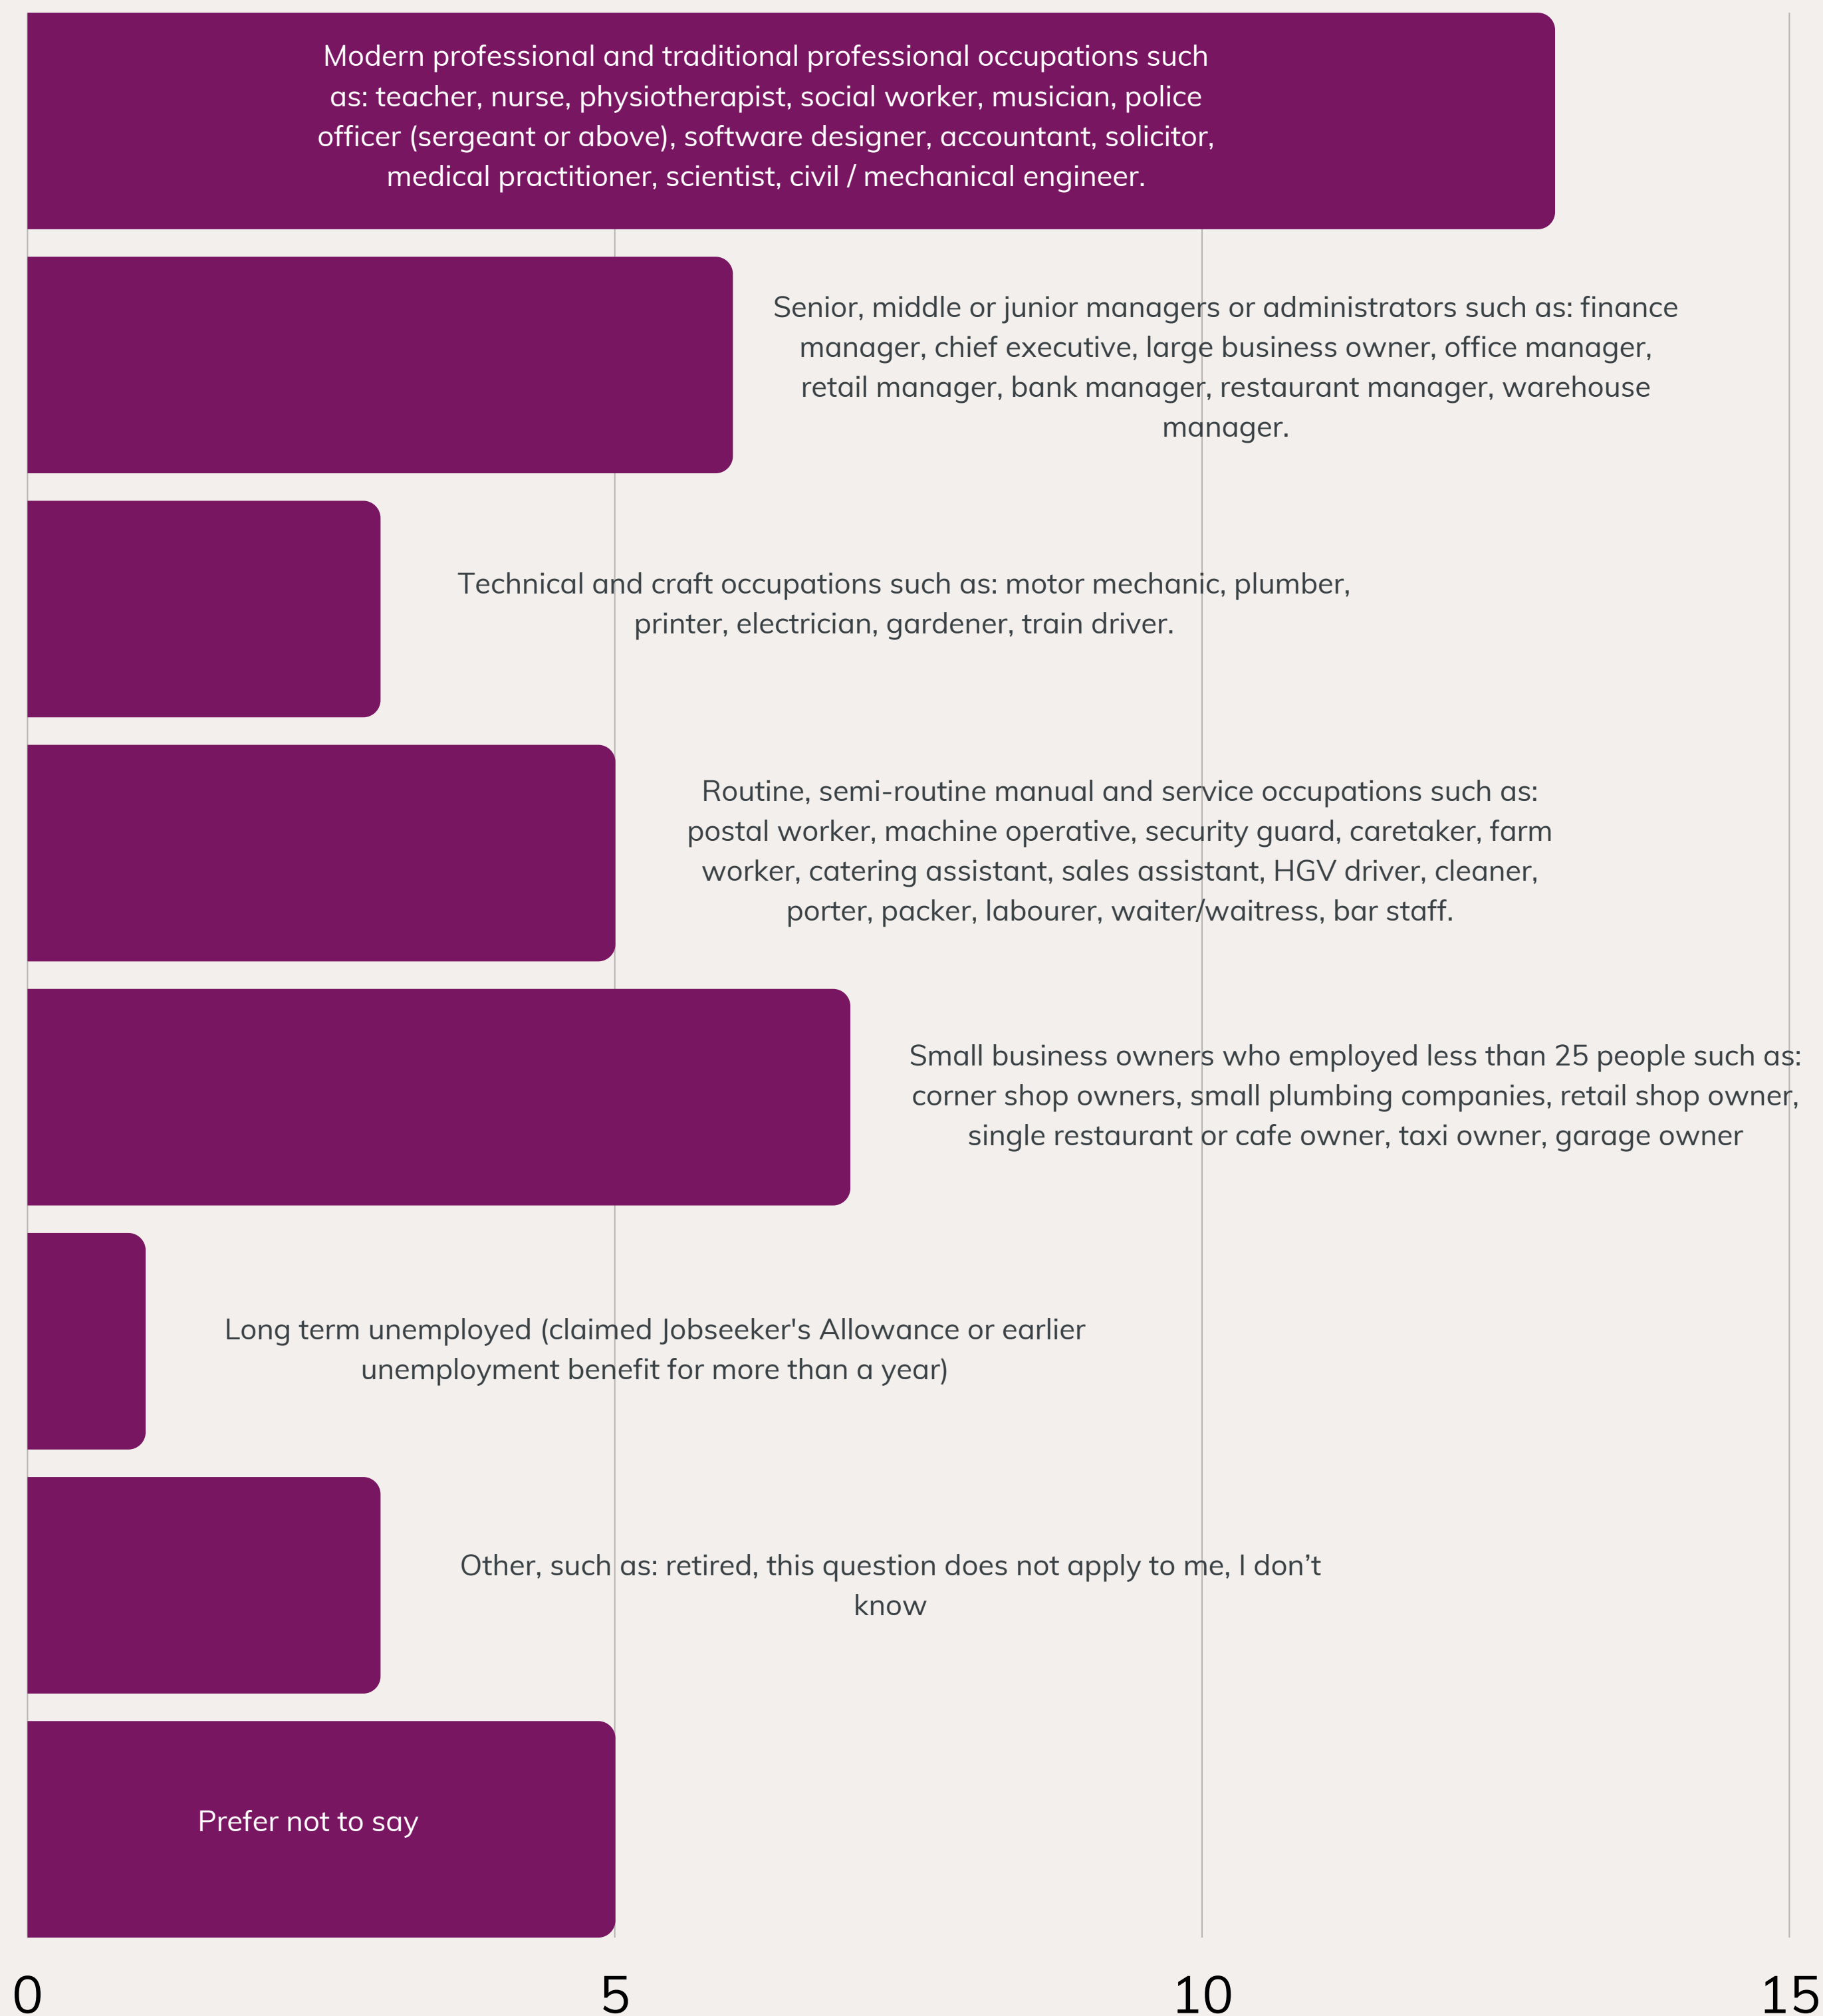 Modern professional and traditional professional occupations such
as: teacher, nurse, physiotherapist, social worker, musician, police
officer (sergeant or above), software designer, accountant, solicitor,
medical practitioner, scientist, civil / mechanical engineer.
Senior, middle or junior managers or administrators such as: finance
manager, chief executive, large business owner, office manager,
retail manager, bank manager, restaurant manager, warehouse
manager.
Technical and craft occupations such as: motor mechanic, plumber,
printer, electrician, gardener, train driver.
Routine, semi-routine manual and service occupations such as:
postal worker, machine operative, security guard, caretaker, farm
worker, catering assistant, sales assistant, HGV driver, cleaner,
porter, packer, labourer, waiter/waitress, bar staff.
Small business owners who employed less than 25 people such as:
corner shop owners, small plumbing companies, retail shop owner,
single restaurant or cafe owner, taxi owner, garage owner
Long term unemployed (claimed Jobseeker's Allowance or earlier
unemployment benefit for more than a year)
Other, such as: retired, this question does not apply to me, I don’t
know
Prefer not to say
0 5 10 15